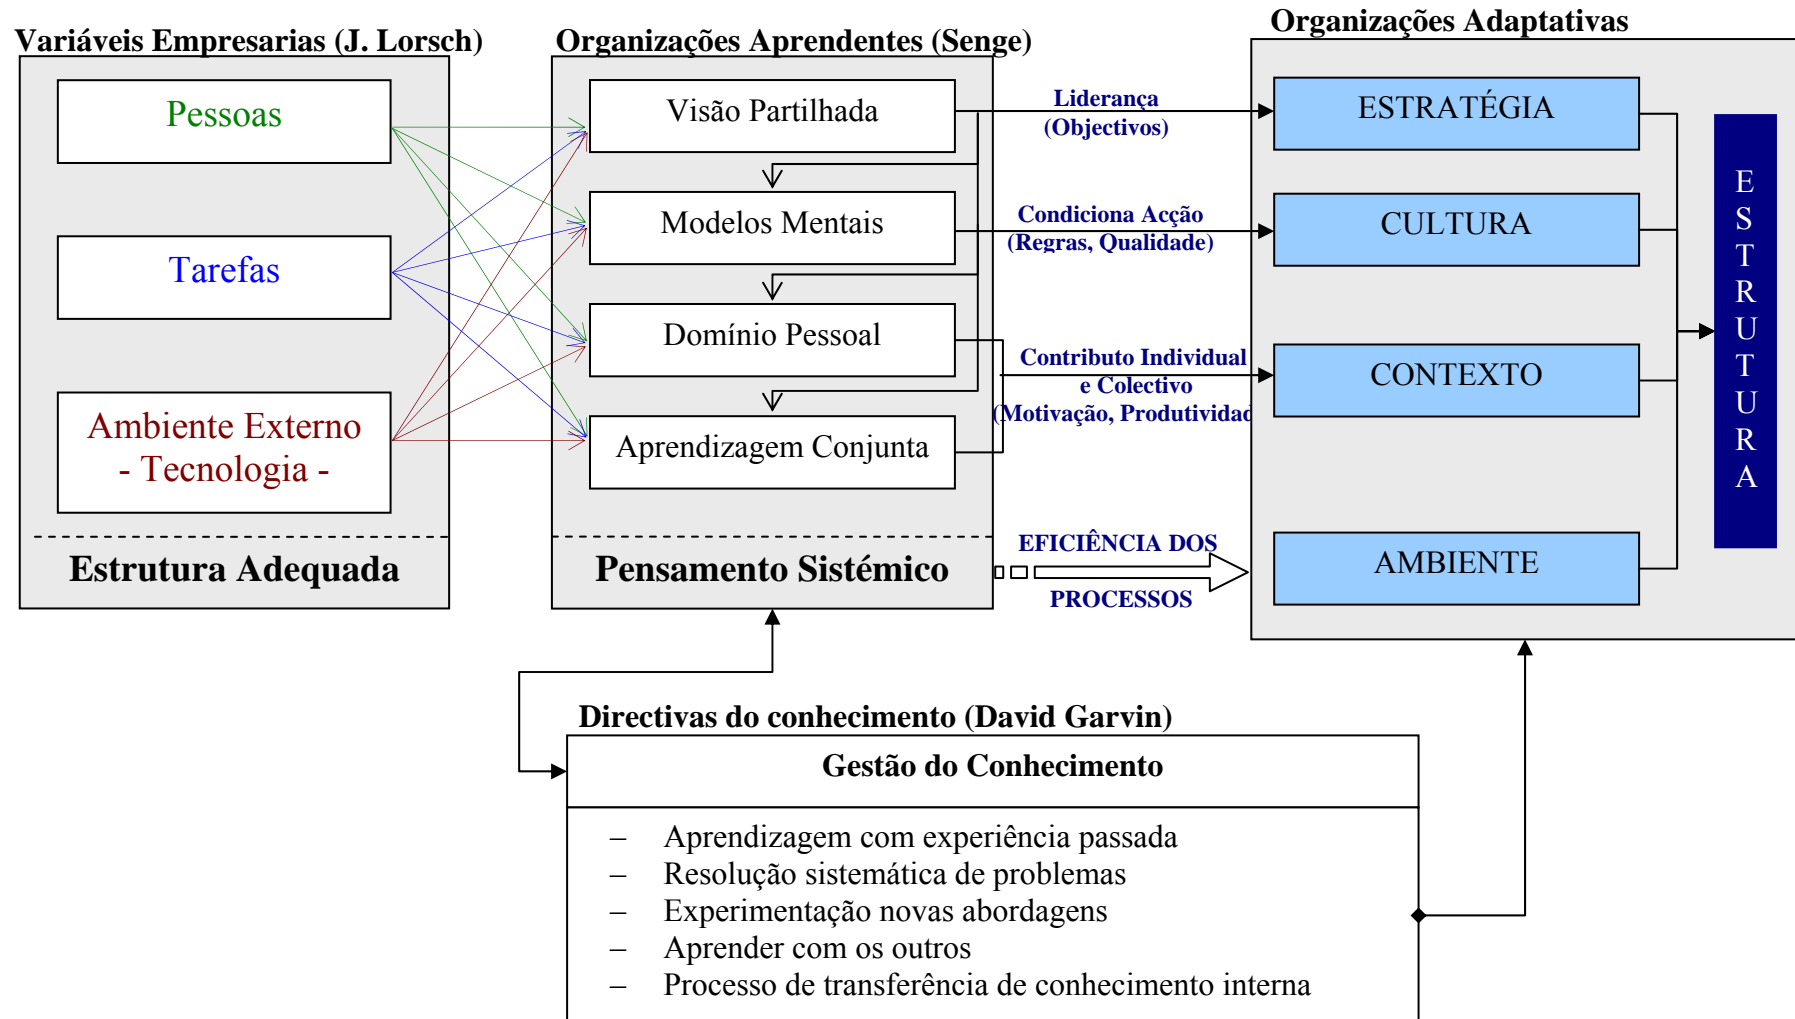 Variáveis Empresarias (J. Lorsch)
Pessoas
Tarefas
Ambiente Externo
- Tecnologia -
Estrutura Adequada
Organizações Aprendentes (Senge)
Visão Partilhada
Modelos Mentais
Domínio Pessoal
Aprendizagem Conjunta
Pensamento Sistémico
Liderança
(Objectivos)
Condiciona Acção
(Regras, Qualidade)
Contributo Individual
e Colectivo
(Motivação, Produtividad
EFICIÊNCIA DOS
PROCESSOS
Organizações Adaptativas
ESTRATÉGIA
CULTURA
CONTEXTO
AMBIENTE
ESTRUTURA
Directivas do conhecimento (David Garvin)
Gestão do Conhecimento
– Aprendizagem com experiência passada
– Resolução sistemática de problemas
– Experimentação novas abordagens
– Aprender com os outros
– Processo de transferência de conhecimento interna